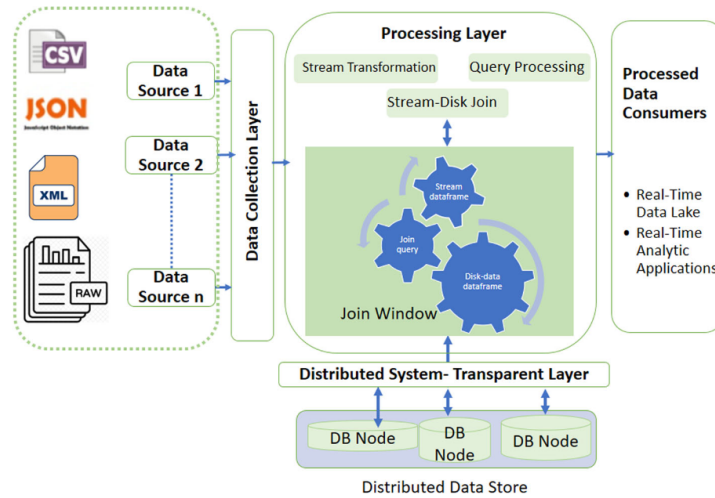 CSV
JSON
JavaScript Object Notation
XML
RAW
Data
Source 1
Data
Source 2
Data
Source n
Data Collection Layer
Processing Layer
Stream Transformation
Query Processing
Stream-Disk Join
Stream
dataframe
Join
query
Disk-data
dataframe
Join Window
Processed
Data
Consumers
• Real-Time
Data Lake
• Real-Time
Analytic
Applications
Distributed System- Transparent Layer
DB Node
DB
Node
DB Node
Distributed Data Store